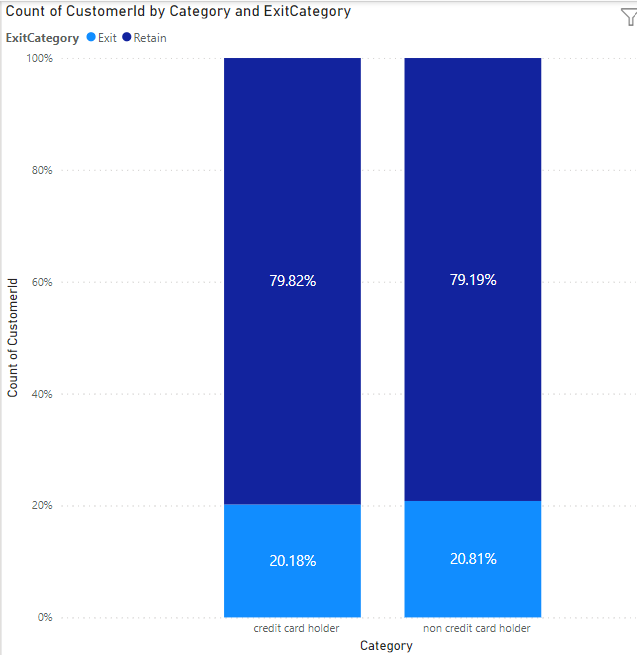 Count of CustomerId by Category and ExitCategory
ExitCategory Exit Retain
100%
80%
60%
40%
20%
0%
Count of CustomerId
79.82%
79.19%
20.18%
20.81%
credit card holder
non credit card holder
Category